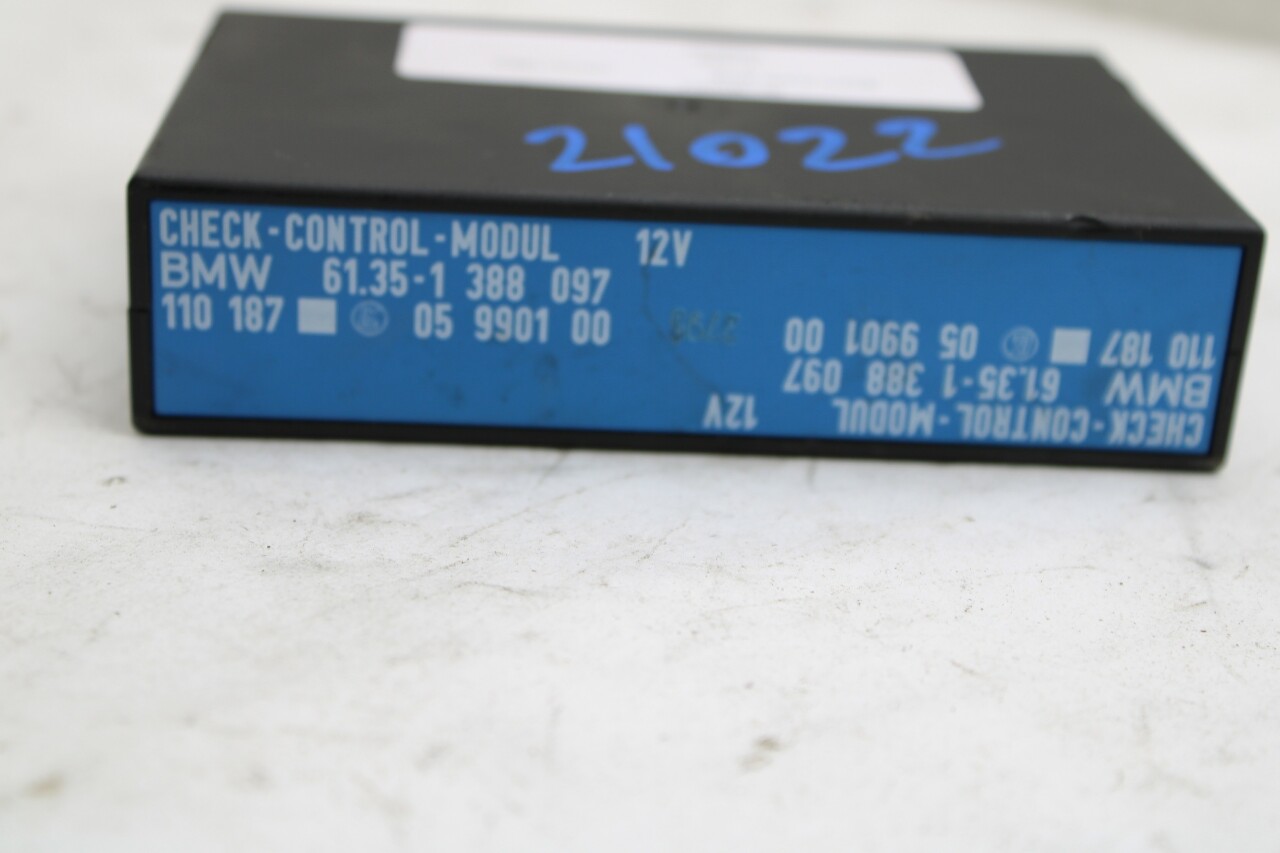 21022
CHECK-CONTROL-MODUL 12V
BMW 61.35-1 388 097
110 187 05 9901 00
CHECK-CONTROL-MODUL 12V
BMW 61.35-1 388 097
110 187 05 9901 00